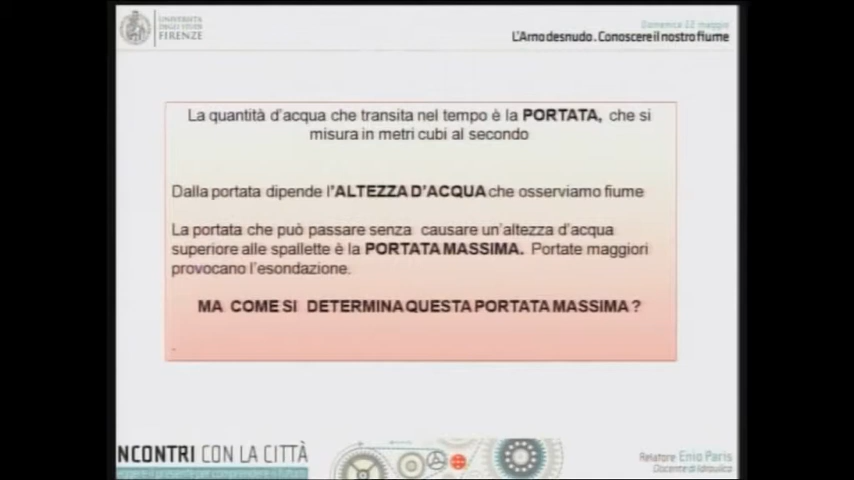 UNIVERSITÀ
DEGLI STUDI
FIRENZE
Domenica 12 maggio
L'Arno desnudo. Conoscere il nostro fiume
La quantità d'acqua che transita nel tempo è la PORTATA, che si
misura in metri cubi al secondo
Dalla portata dipende l'ALTEZZA D'ACQUA che osserviamo fiume
La portata che può passare senza causare un'altezza d'acqua
superiore alle spallette è la PORTATA MASSIMA. Portate maggiori
provocano l'esondazione.
MA COME SI DETERMINA QUESTA PORTATA MASSIMA ?
NCONTRI CON LA CITTÀ
Relatore Enio Paris
Docente di Idraulica